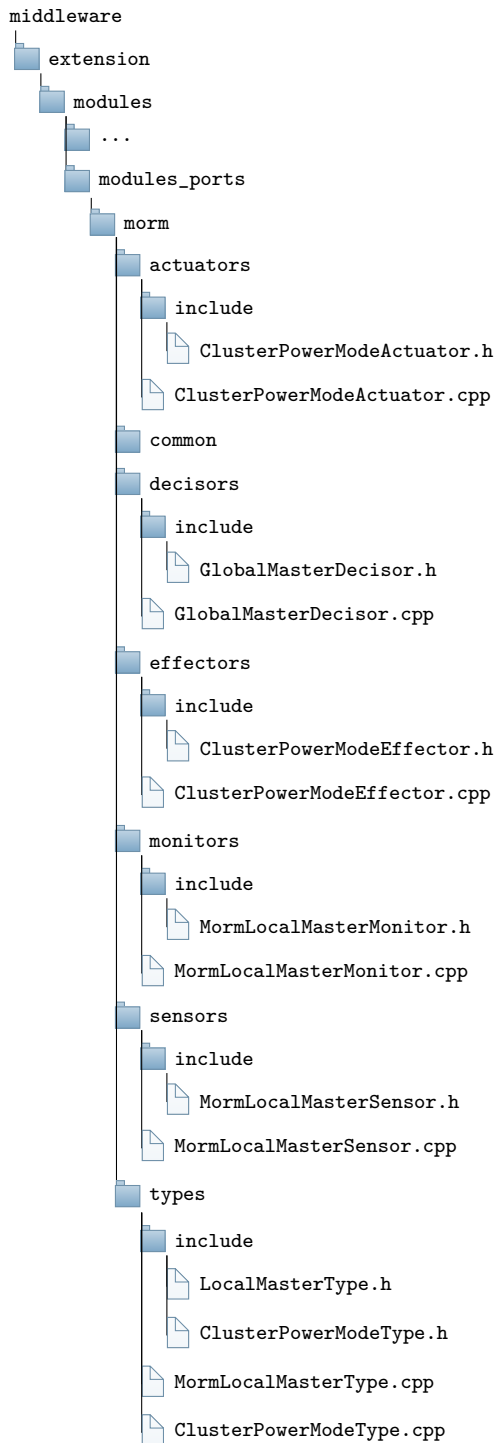 middleware
extension
modules
...
modules_ports
morm
actuators
include
ClusterPowerModeActuator.h
ClusterPowerModeActuator.cpp
common
decisors
include
GlobalMasterDecisor.h
GlobalMasterDecisor.cpp
effectors
include
ClusterPowerModeEffector.h
ClusterPowerModeEffector.cpp
monitors
include
MormLocalMasterMonitor.h
MormLocalMasterMonitor.cpp
sensors
include
MormLocalMasterSensor.h
MormLocalMasterSensor.cpp
types
include
LocalMasterType.h
ClusterPowerModeType.h
MormLocalMasterType.cpp
ClusterPowerModeType.cpp